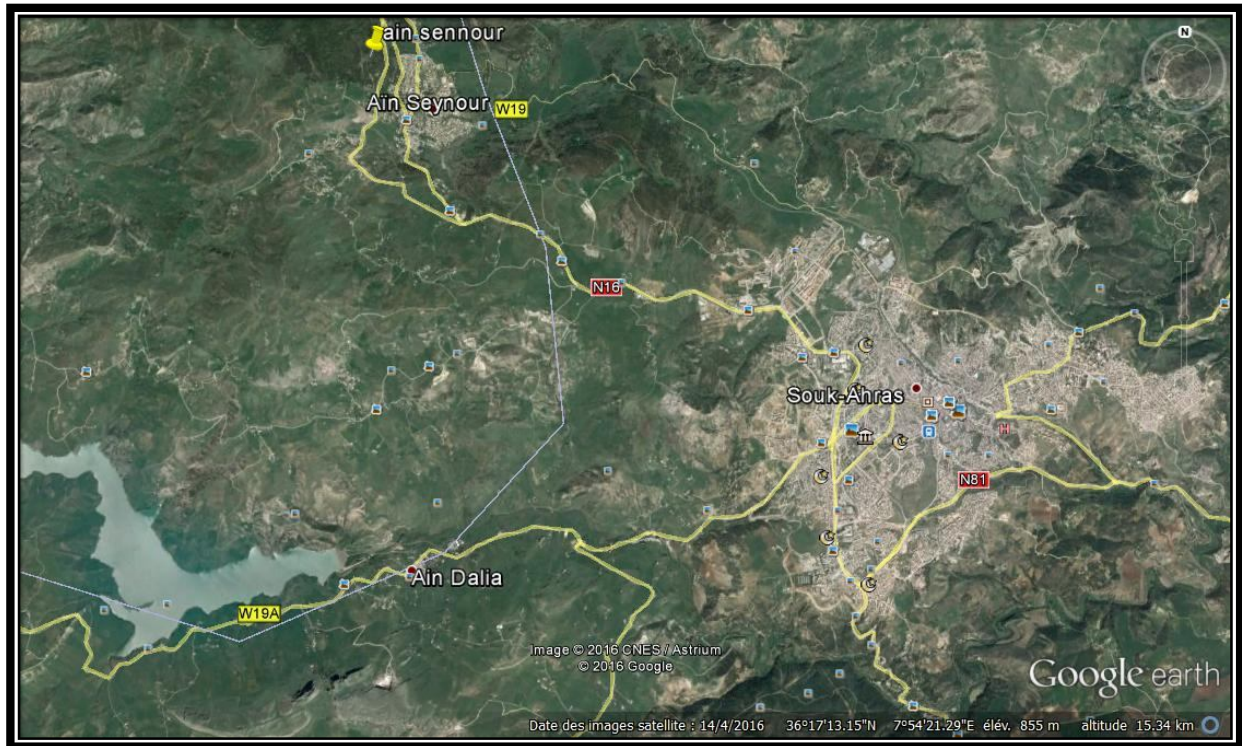 ain sennour
N
Aïn Seynour
W19
N16
Souk-Ahras
H
N81
Ain Dalia
W19A
Image © 2016 CNES / Astrium
© 2016 Google
Google earth
Date des images satellite : 14/4/2016 36°17'13.15"N 7°54'21.29"E élév. 855 m altitude 15.34 km